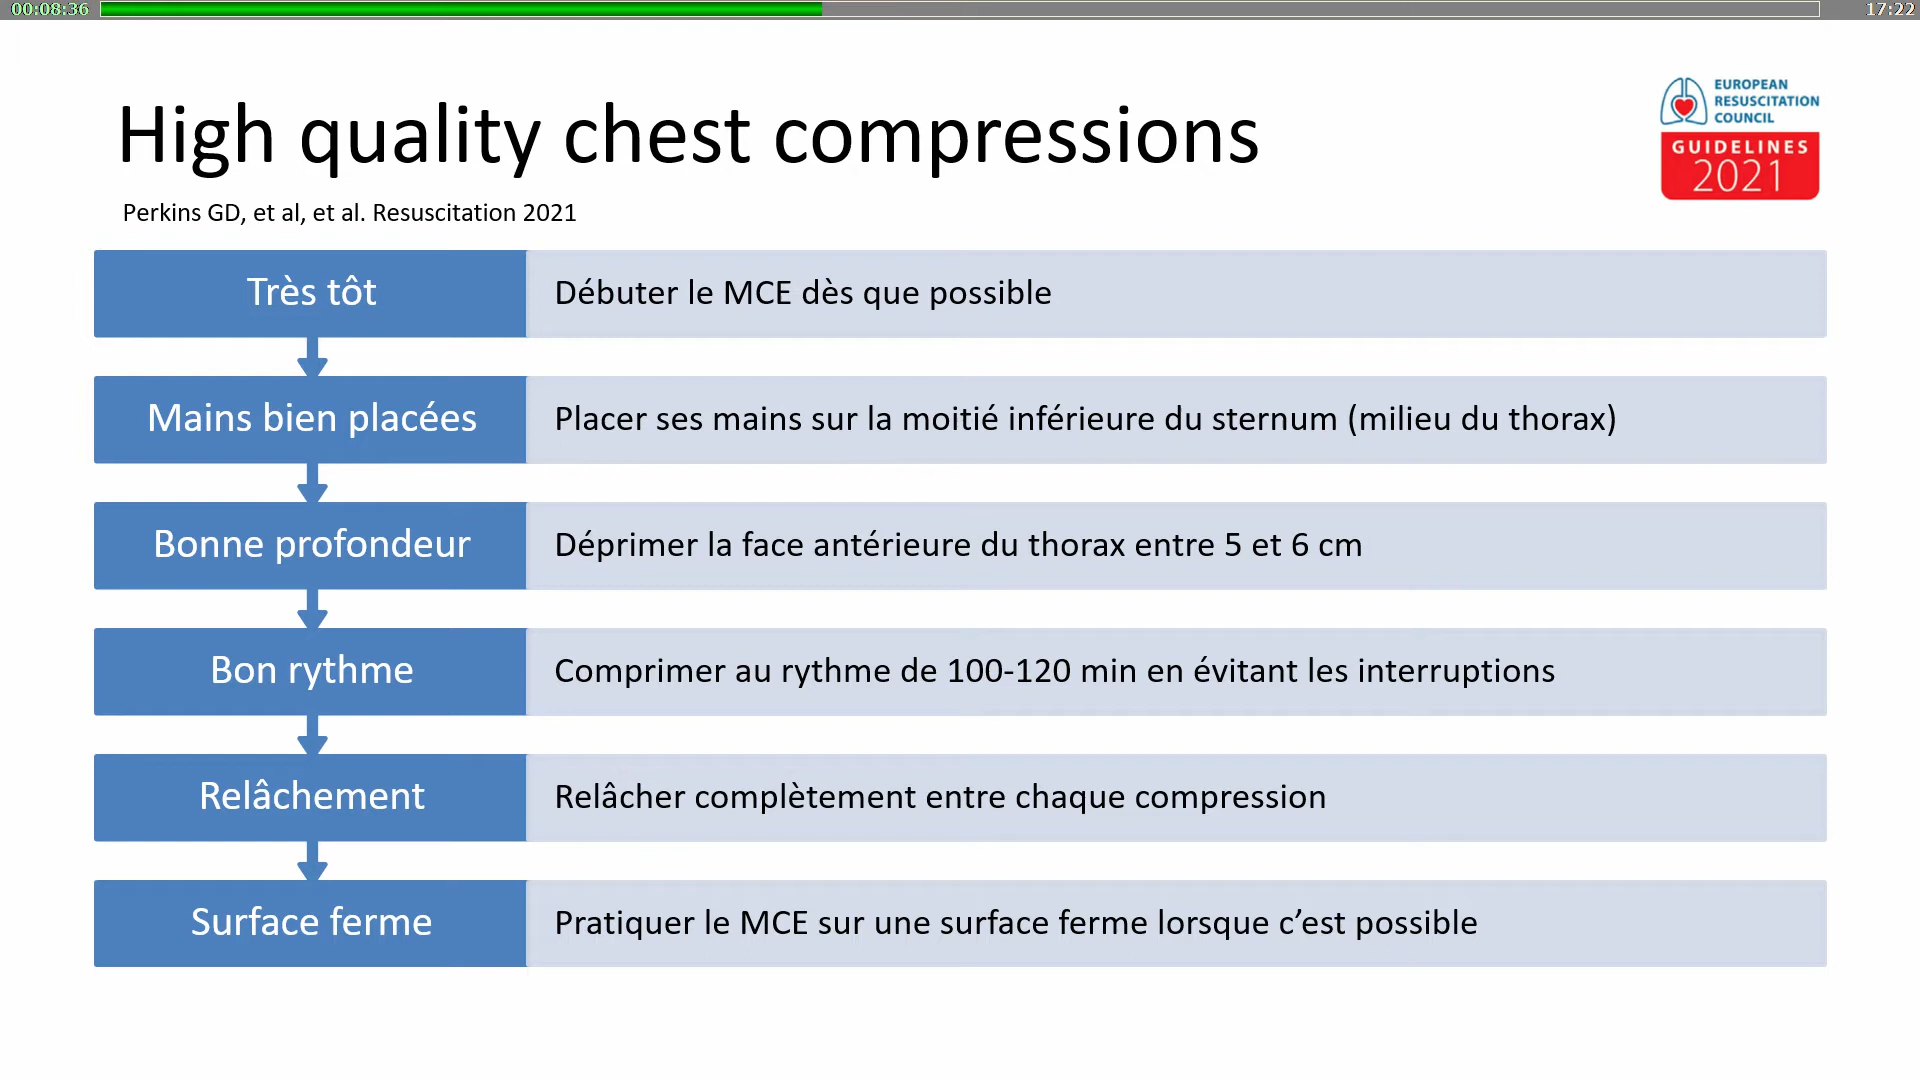 00:08:36
17:22
High quality chest compressions
EUROPEAN
RESUSCITATION
COUNCIL
GUIDELINES
2021
Perkins GD, et al, et al. Resuscitation 2021
Très tôt
Débuter le MCE dès que possible
Mains bien placées
Placer ses mains sur la moitié inférieure du sternum (milieu du thorax)
Bonne profondeur
Déprimer la face antérieure du thorax entre 5 et 6 cm
Bon rythme
Comprimer au rythme de 100-120 min en évitant les interruptions
Relâchement
Relâcher complètement entre chaque compression
Surface ferme
Pratiquer le MCE sur une surface ferme lorsque c’est possible